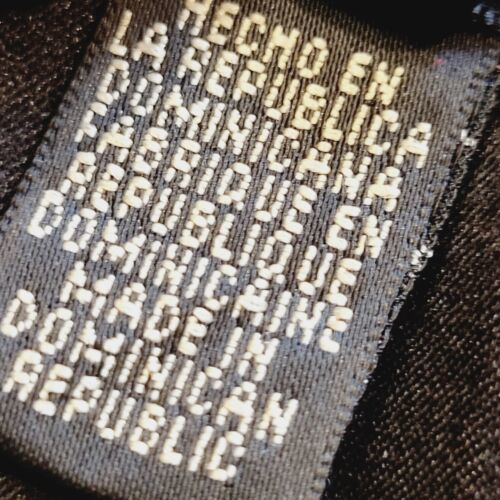 HECHO EN
LA REPUBLICA
DOMINICANA
FABRIQUE EN
REPUBLIQUE
DOMINICAINE
MADE IN
DOMINICAN
REPUBLIC